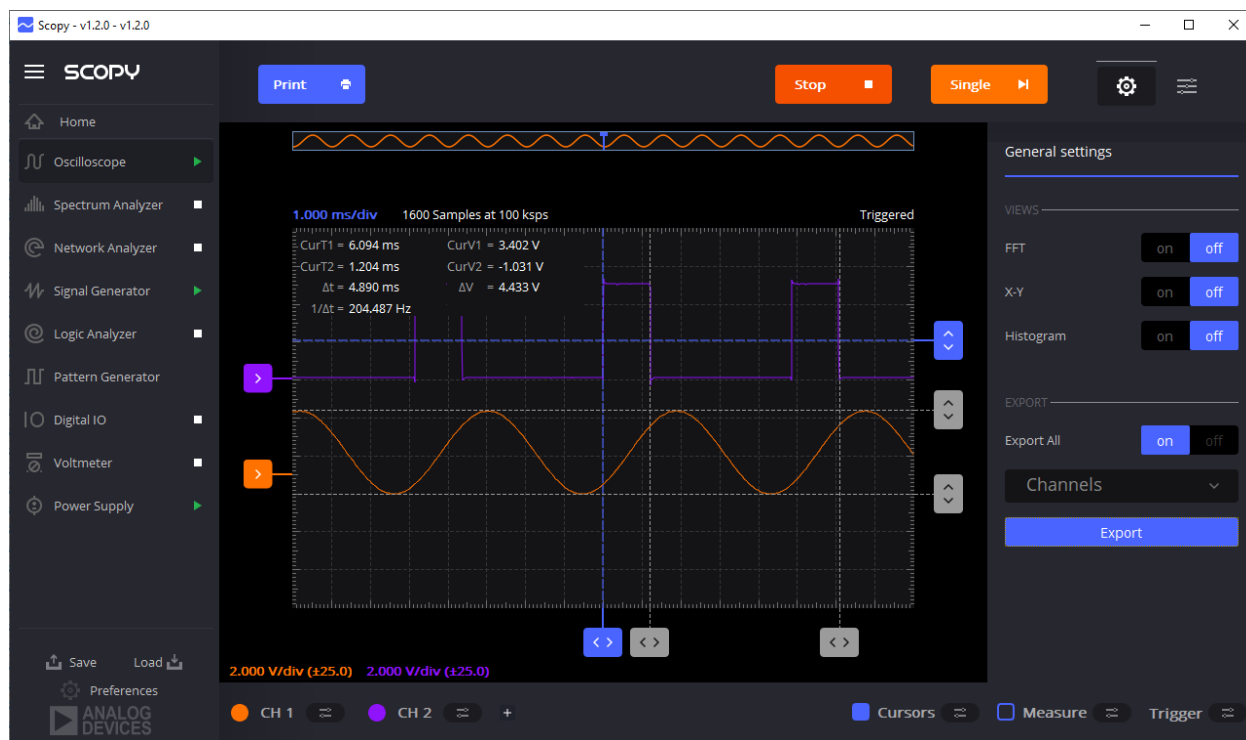 Scopy - v1.2.0 - v1.2.0
SCOPY
Print
Stop
Single
Home
Oscilloscope
Spectrum Analyzer
Network Analyzer
Signal Generator
Logic Analyzer
Pattern Generator
Digital IO
Voltmeter
Power Supply
Save
Load
Preferences
ANALOG
DEVICES
1.000 ms/div 1600 Samples at 100 ksps Triggered
CurT1 = 6.094 ms CurV1 = 3.402 V
CurT2 = 1.204 ms CurV2 = -1.031 V
Δt = 4.890 ms ΔV = 4.433 V
1/Δt = 204.487 Hz
2.000 V/div (±25.0) 2.000 V/div (±25.0)
General settings
VIEWS
FFT on off
X-Y on off
Histogram on off
EXPORT
Export All on off
Channels
Export
CH 1 CH 2 + Cursors Measure Trigger